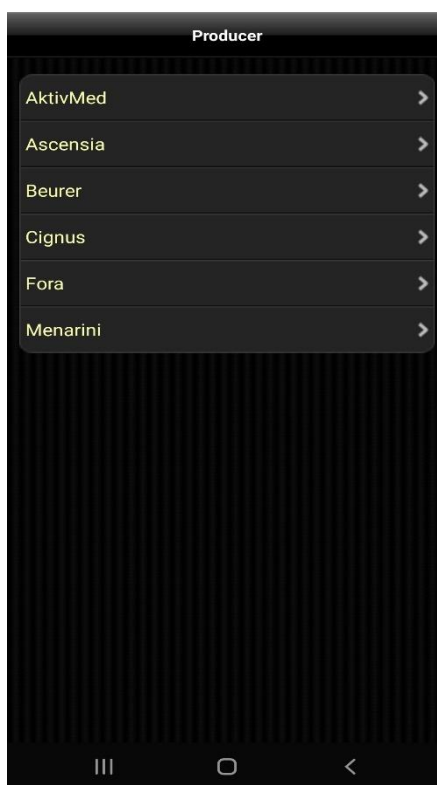 Producer
AktivMed
Ascensia
Beurer
Cignus
Fora
Menarini